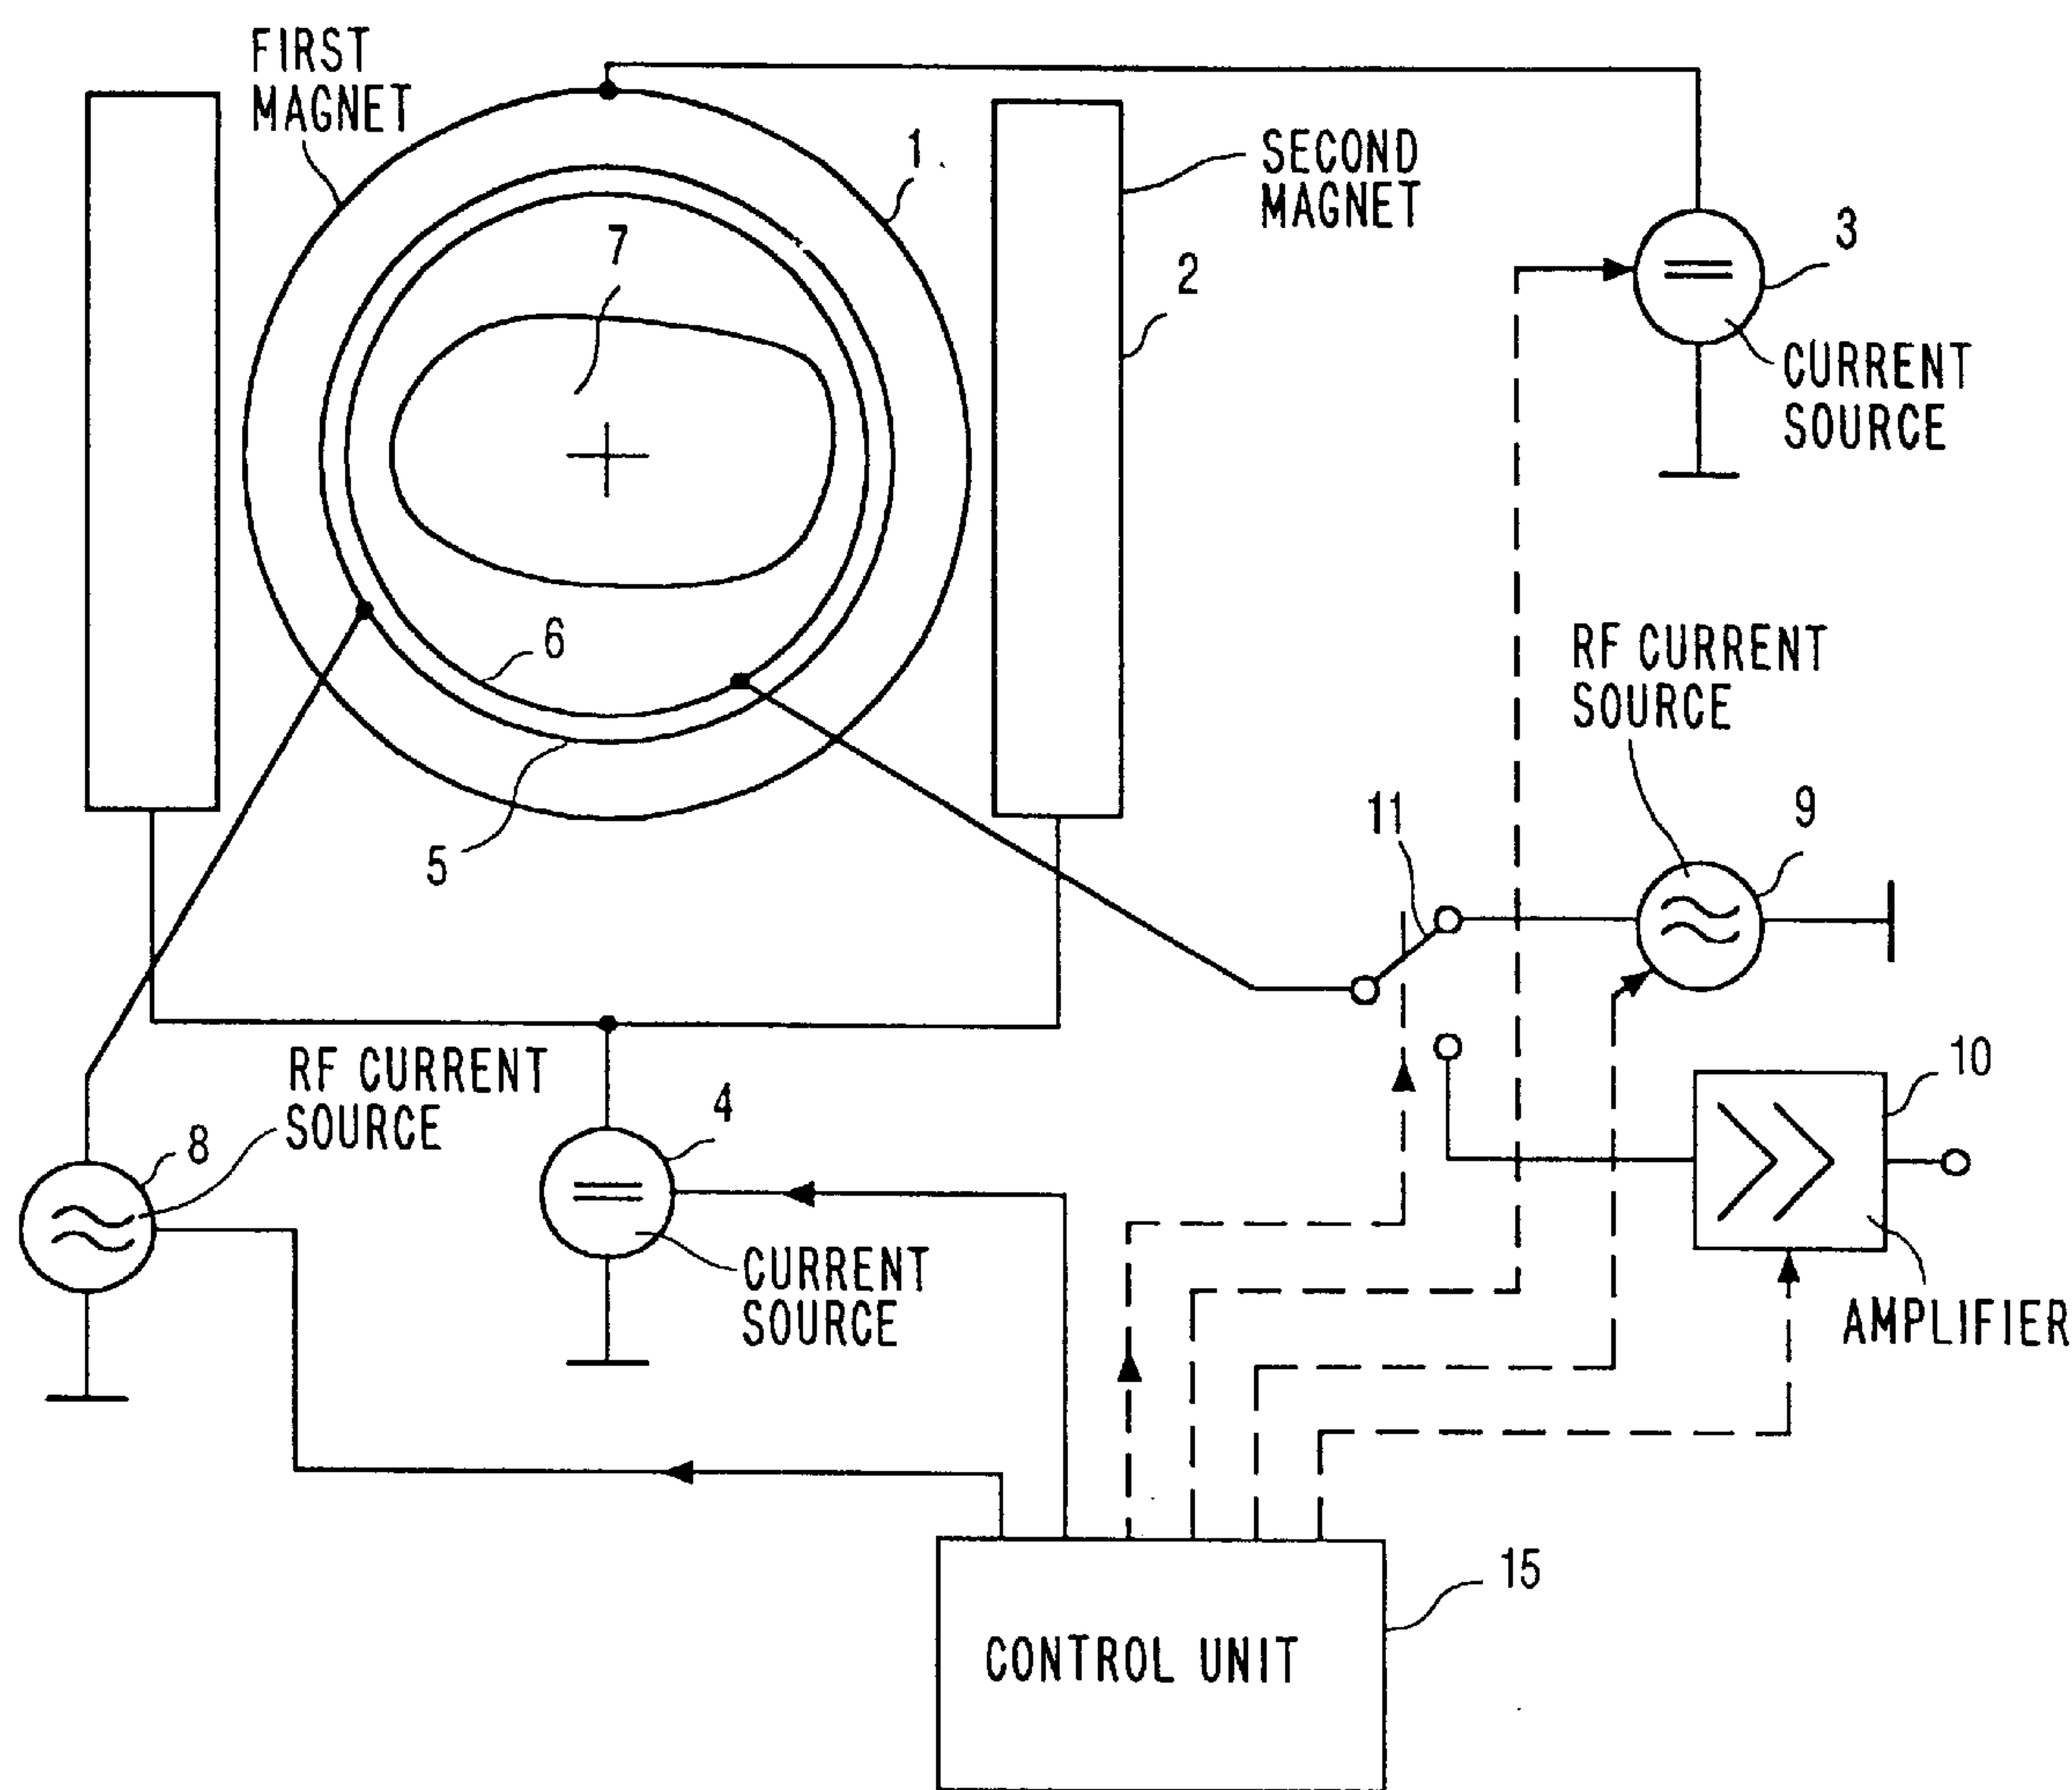 FIRST
MAGNET
1
SECOND
MAGNET
7
2
3
CURRENT
SOURCE
6
RF CURRENT
SOURCE
5
11
9
RF CURRENT
SOURCE
10
4
8
CURRENT
SOURCE
AMPLIFIER
15
CONTROL UNIT